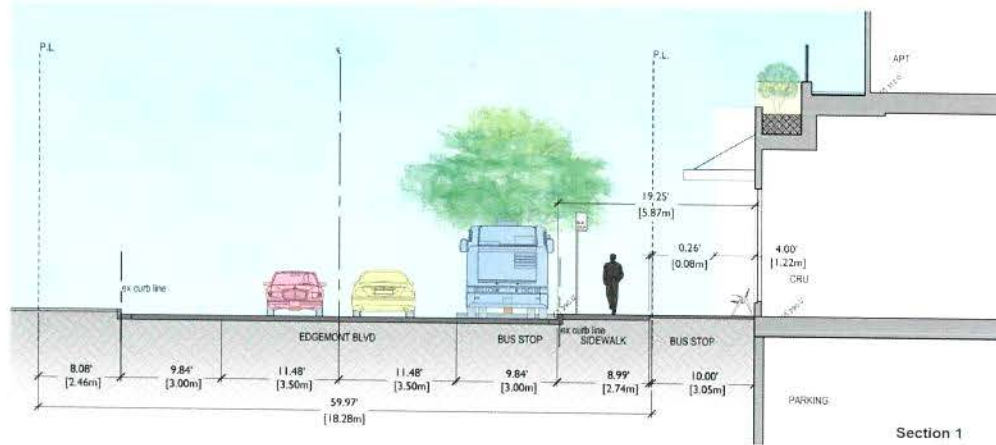 P.L.
P.L.
APT
19.25'
[5.87m]
0.26'
[0.08m]
4.00'
[1.22m]
CRU
ex curb line
EDGEMONT BLVD
BUS STOP
ex curb line
SIDEWALK
BUS STOP
8.08'
[2.46m]
9.84'
[3.00m]
11.48'
[3.50m]
11.48'
[3.50m]
9.84'
[3.00m]
8.99'
[2.74m]
10.00'
[3.05m]
59.97'
[18.28m]
PARKING
Section 1